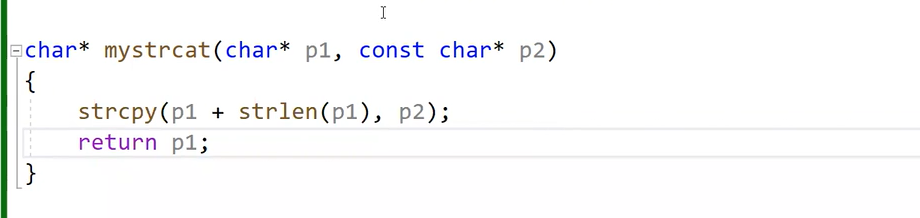 char* mystrcat(char* p1, const char* p2)
{
    strcpy(p1 + strlen(p1), p2);
    return p1;
}